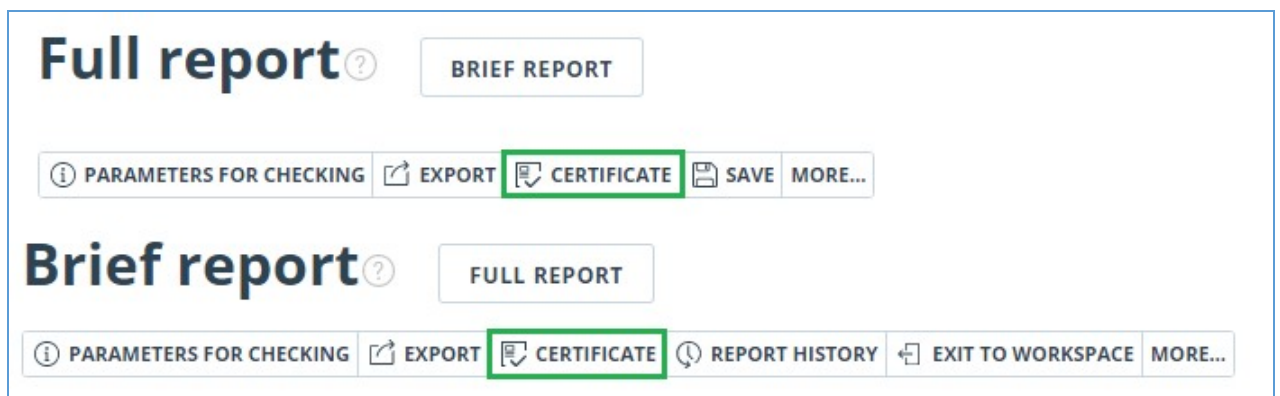 Full report ? BRIEF REPORT
PARAMETERS FOR CHECKING EXPORT CERTIFICATE SAVE MORE...
Brief report ? FULL REPORT
PARAMETERS FOR CHECKING EXPORT CERTIFICATE REPORT HISTORY EXIT TO WORKSPACE MORE...